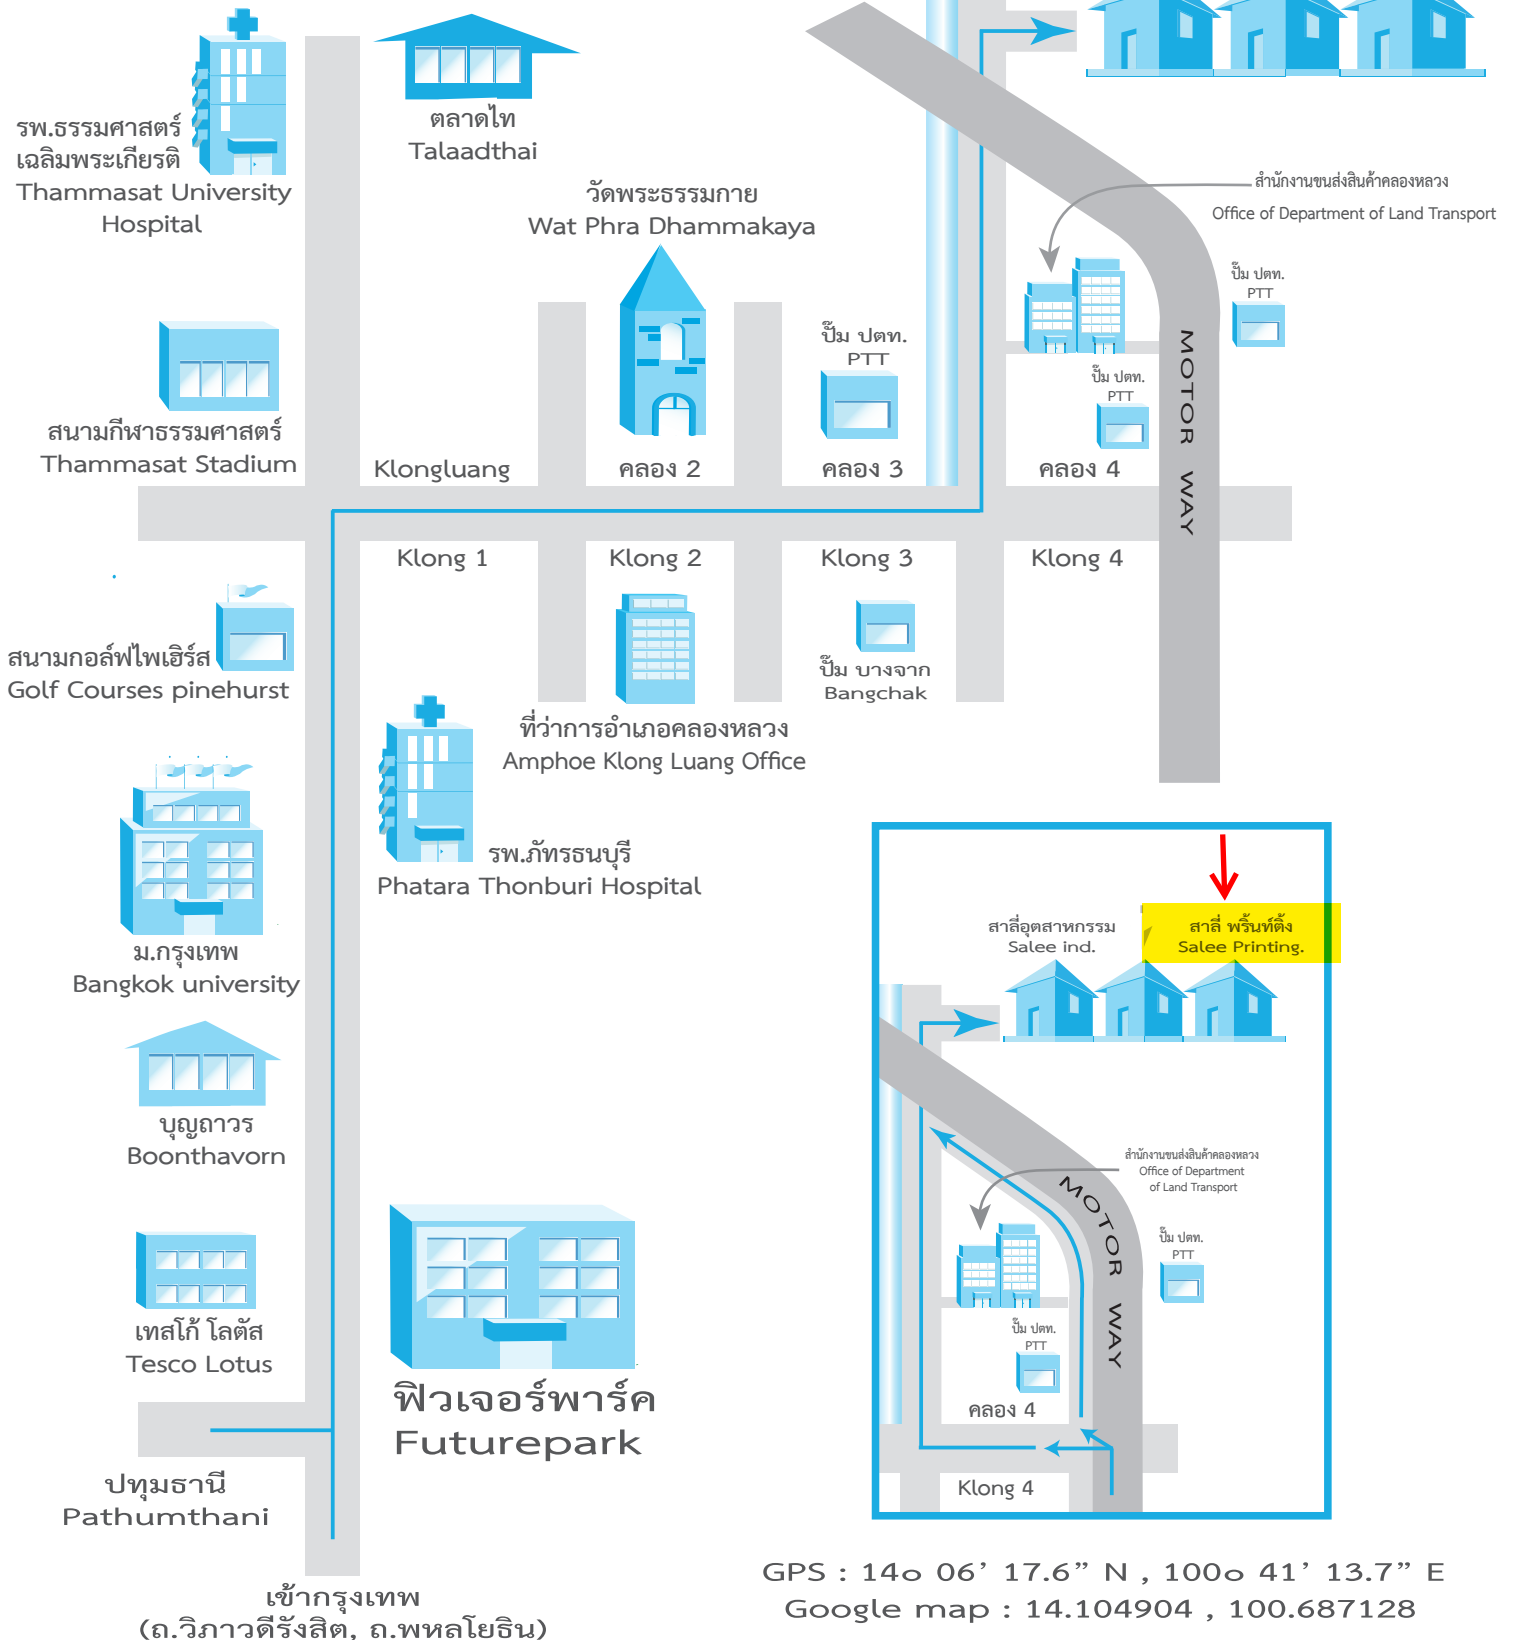 รพ.ธรรมศาสตร์
เฉลิมพระเกียรติ
Thammasat University
Hospital
ตลาดไท
Talaadthai
วัดพระธรรมกาย
Wat Phra Dhammakaya
สำนักงานขนส่งสินค้าคลองหลวง
Office of Department of Land Transport
ปั๊ม ปตท.
PTT
ปั๊ม ปตท.
PTT
ปั๊ม ปตท.
PTT
MOTOR WAY
สนามกีฬาธรรมศาสตร์
Thammasat Stadium
Klongluang
คลอง 2
คลอง 3
คลอง 4
Klong 1
Klong 2
Klong 3
Klong 4
สนามกอล์ฟไพเฮิร์ส
Golf Courses pinehurst
ปั๊ม บางจาก
Bangchak
ที่ว่าการอำเภอคลองหลวง
Amphoe Klong Luang Office
รพ.ภัทรธนบุรี
Phatara Thonburi Hospital
ม.กรุงเทพ
Bangkok university
บุญถาวร
Boonthavorn
เทสโก้ โลตัส
Tesco Lotus
ฟิวเจอร์พาร์ค
Futurepark
ปทุมธานี
Pathumthani
เข้ากรุงเทพ
(ถ.วิภาวดีรังสิต, ถ.พหลโยธิน)
สาลี่อุตสาหกรรม
Salee ind.
สาลี่ พริ้นท์ติ้ง
Salee Printing.
สำนักงานขนส่งสินค้าคลองหลวง
Office of Department
of Land Transport
MOTOR WAY
ปั๊ม ปตท.
PTT
ปั๊ม ปตท.
PTT
คลอง 4
Klong 4
GPS : 14o 06’ 17.6” N , 100o 41’ 13.7” E
Google map : 14.104904 , 100.687128